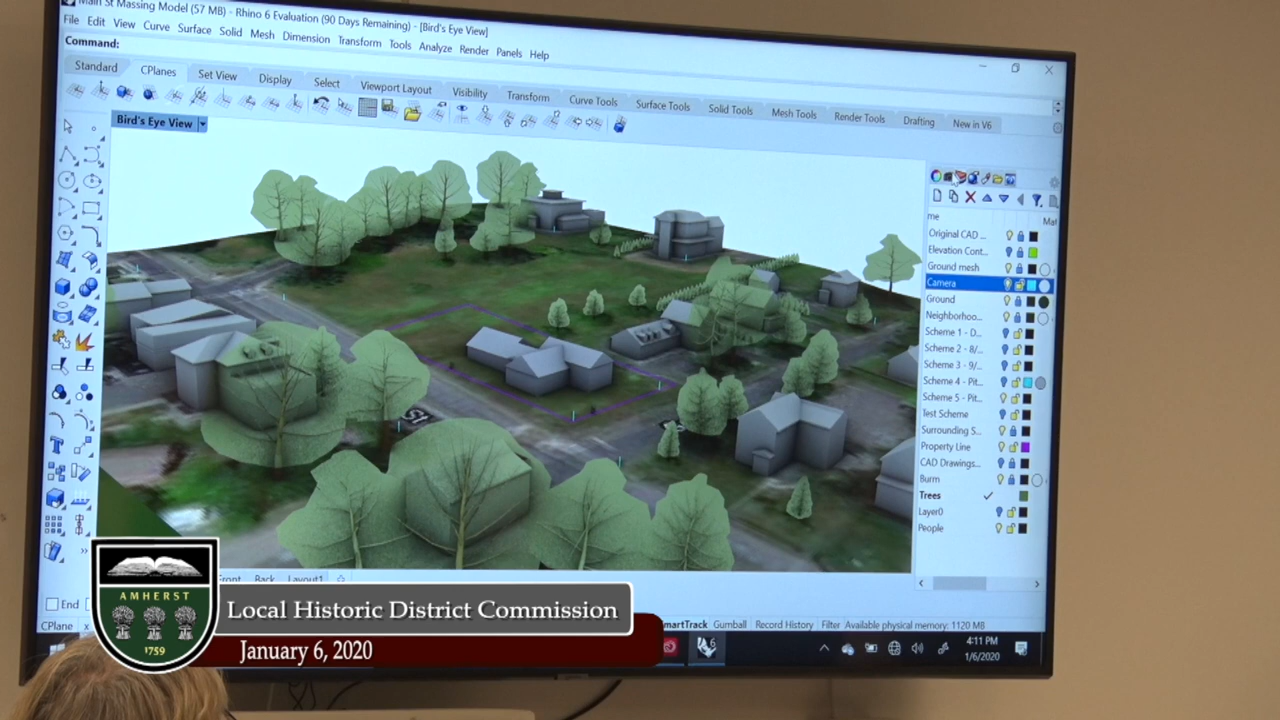 Main St Massing Model (57 MB) - Rhino 6 Evaluation (90 Days Remaining) - [Bird's Eye View]
File Edit View Curve Surface Solid Mesh Dimension Transform Tools Analyze Render Panels Help
Command:
Standard CPlanes Set View Display Select Viewport Layout Visibility Transform Curve Tools Surface Tools Solid Tools Mesh Tools Render Tools Drafting New in V6
Bird's Eye View
me Mat
Original CAD ...
Elevation Cont...
Ground mesh
Camera
Ground
Neighborhoo...
Scheme 1 - D...
Scheme 2 - 8/...
Scheme 3 - 9/...
Scheme 4 - Pit...
Scheme 5 - Pit...
Test Scheme
Surrounding S...
Property Line
CAD Drawings...
Burm
Trees
Layer0
People
St
Front Back Layout1
End
CPlane x
martTrack Gumball Record History Filter Available physical memory: 1120 MB
4:11 PM
1/6/2020
AMHERST
1759
Local Historic District Commission
January 6, 2020